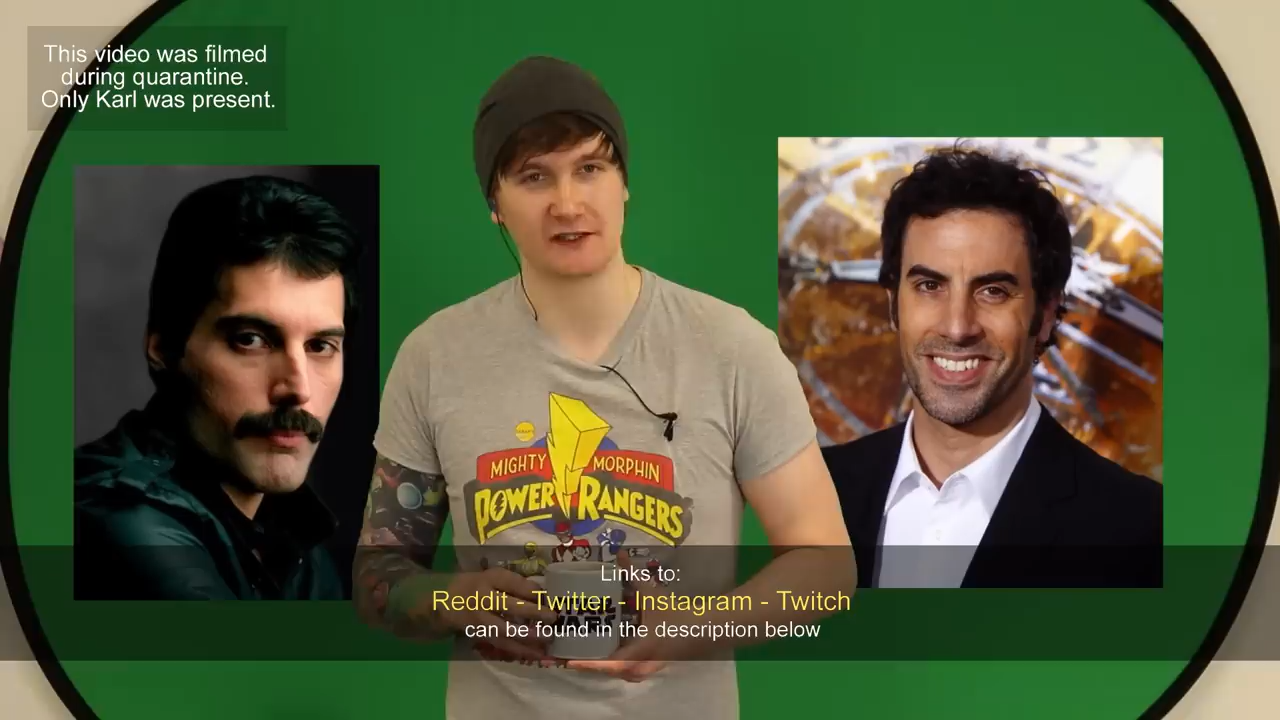 This video was filmed
during quarantine.
Only Karl was present.
MIGHTY MORPHIN
POWER RANGERS
Links to:
Reddit - Twitter - Instagram - Twitch
can be found in the description below